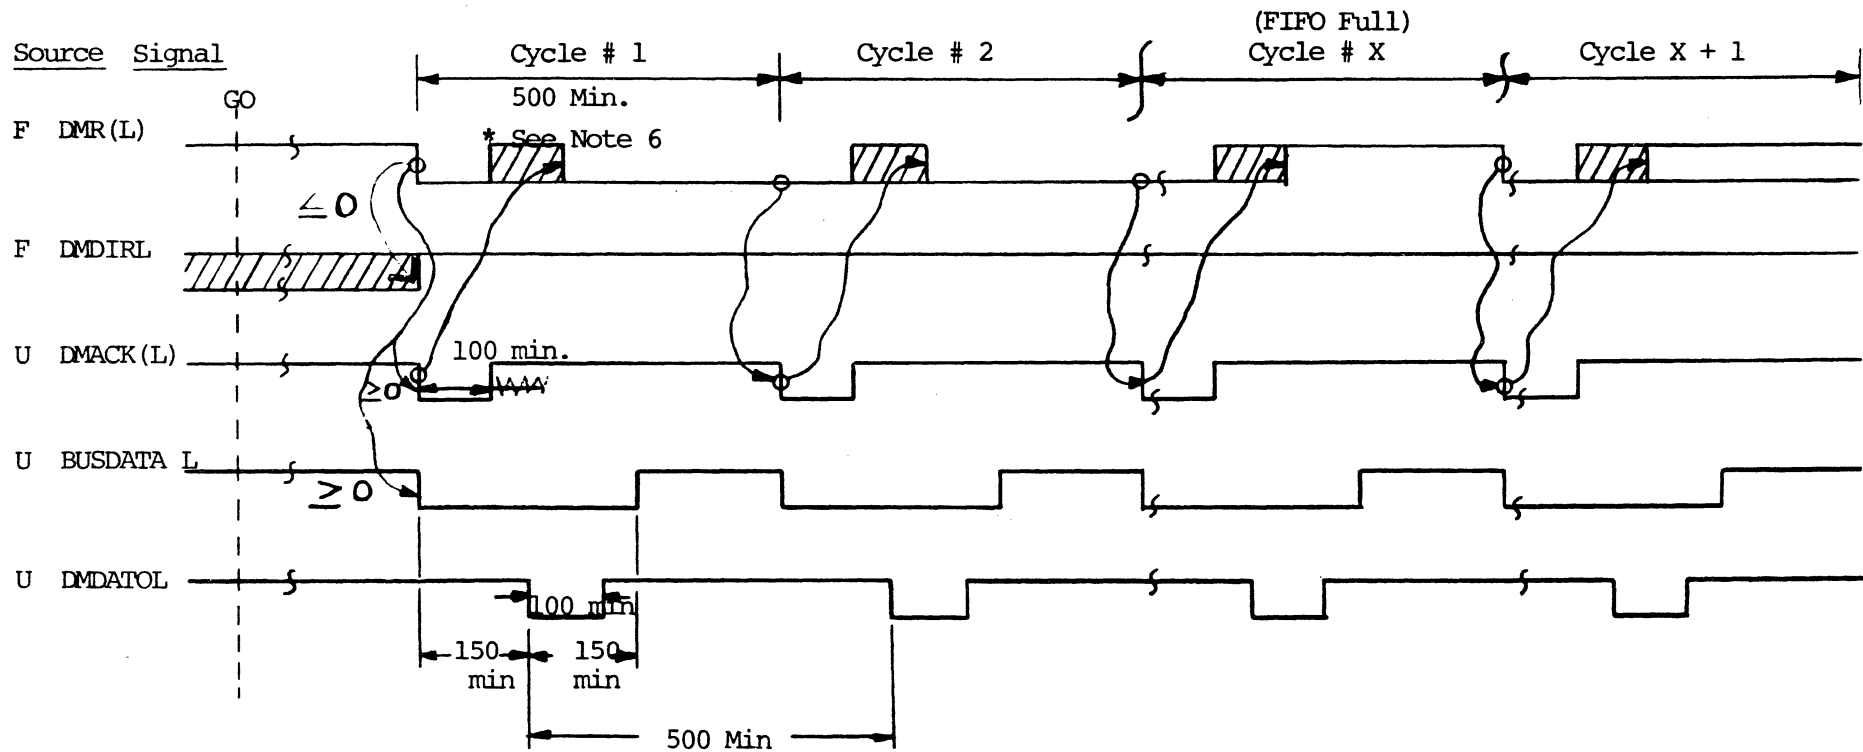 (FIFO Full)
Source Signal Cycle # 1 Cycle # 2 Cycle # X Cycle X + 1
500 Min.
GO
F DMR(L) * See Note 6
≤0
F DMDIRL
U DMACK(L) 100 min.
≥0
U BUSDATA L
≥0
U DMDATOL
100 min
150 min
150 min
500 Min